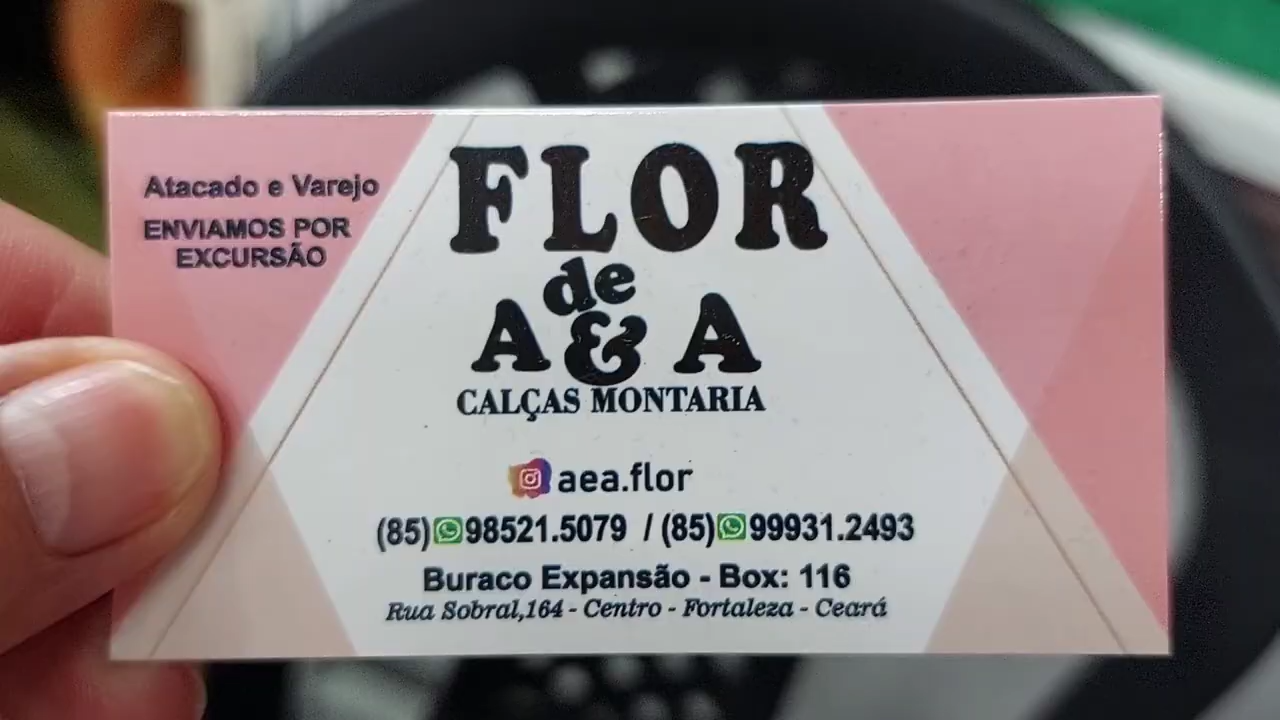 Atacado e Varejo
ENVIAMOS POR
EXCURSÃO
FLOR
de
A & A
CALÇAS MONTARIA
aea.flor
(85) 98521.5079 / (85) 99931.2493
Buraco Expansão - Box: 116
Rua Sobral,164 - Centro - Fortaleza - Ceará